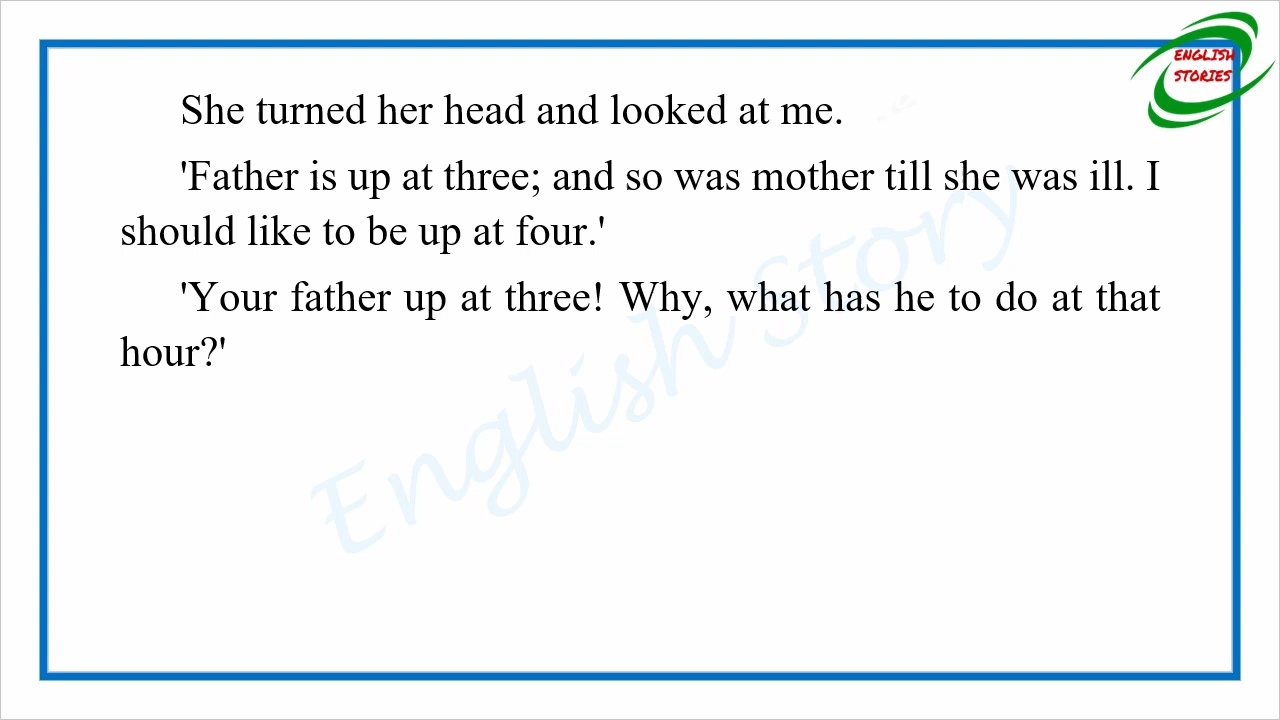 ENGLISH
STORIES
She turned her head and looked at me.
'Father is up at three; and so was mother till she was ill. I
should like to be up at four.'
'Your father up at three! Why, what has he to do at that
hour?'
English Story